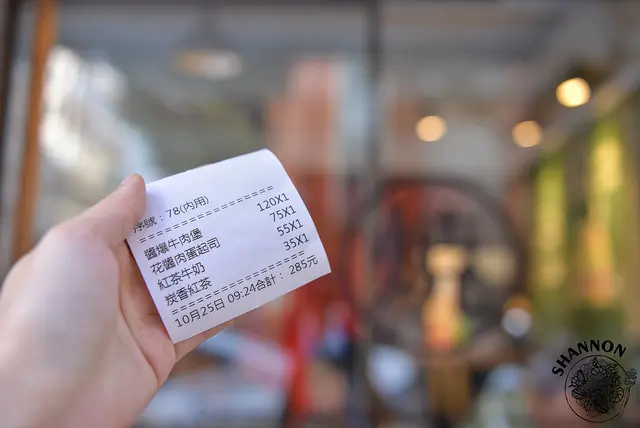 序號：78(內用)
================
醬爆牛肉堡 120X1
花醬肉蛋起司 75X1
紅茶牛奶 55X1
炭香紅茶 35X1
================
10月25日 09:24合計： 285元
SHANNON